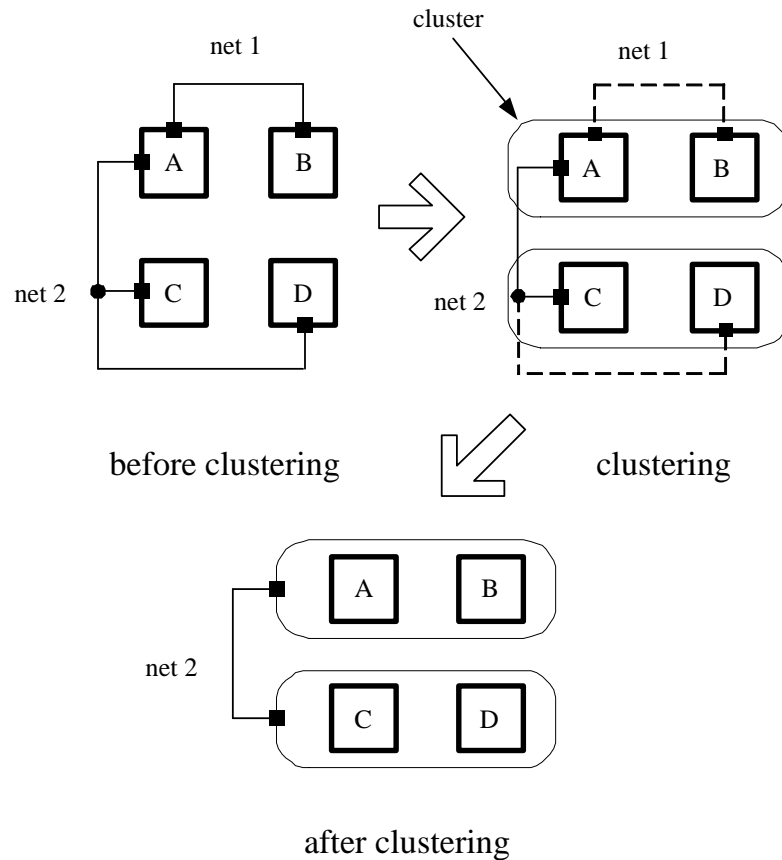 cluster
net 1
net 1
A
B
A
B
net 2
C
D
net 2
C
D
before clustering
clustering
A
B
net 2
C
D
after clustering